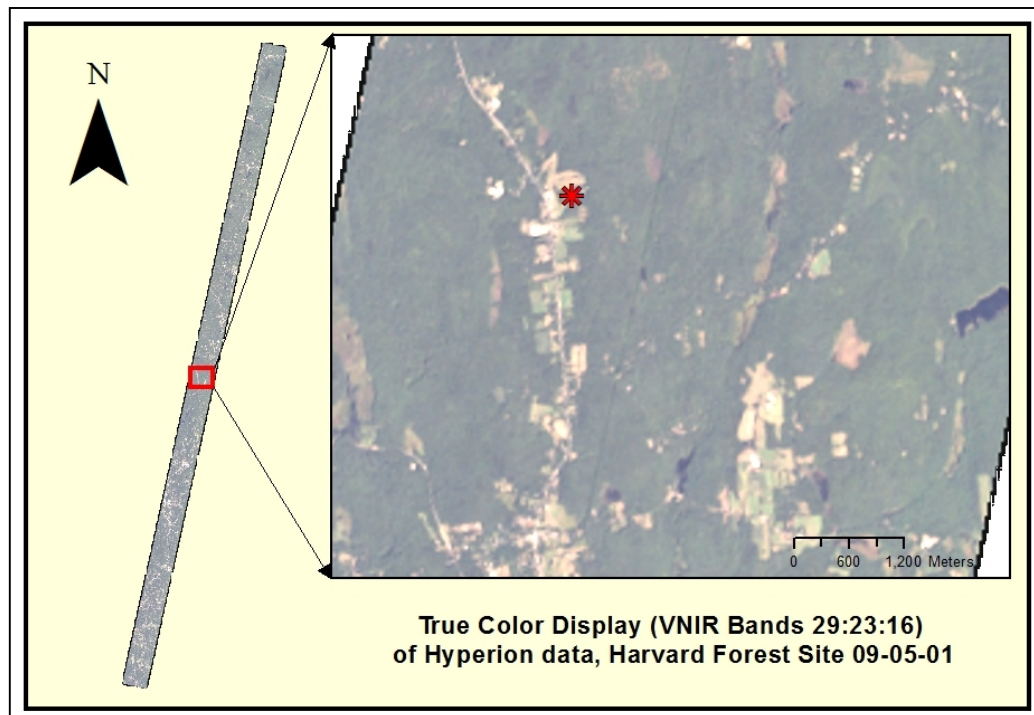 N
0 600 1,200 Meters
True Color Display (VNIR Bands 29:23:16)
of Hyperion data, Harvard Forest Site 09-05-01